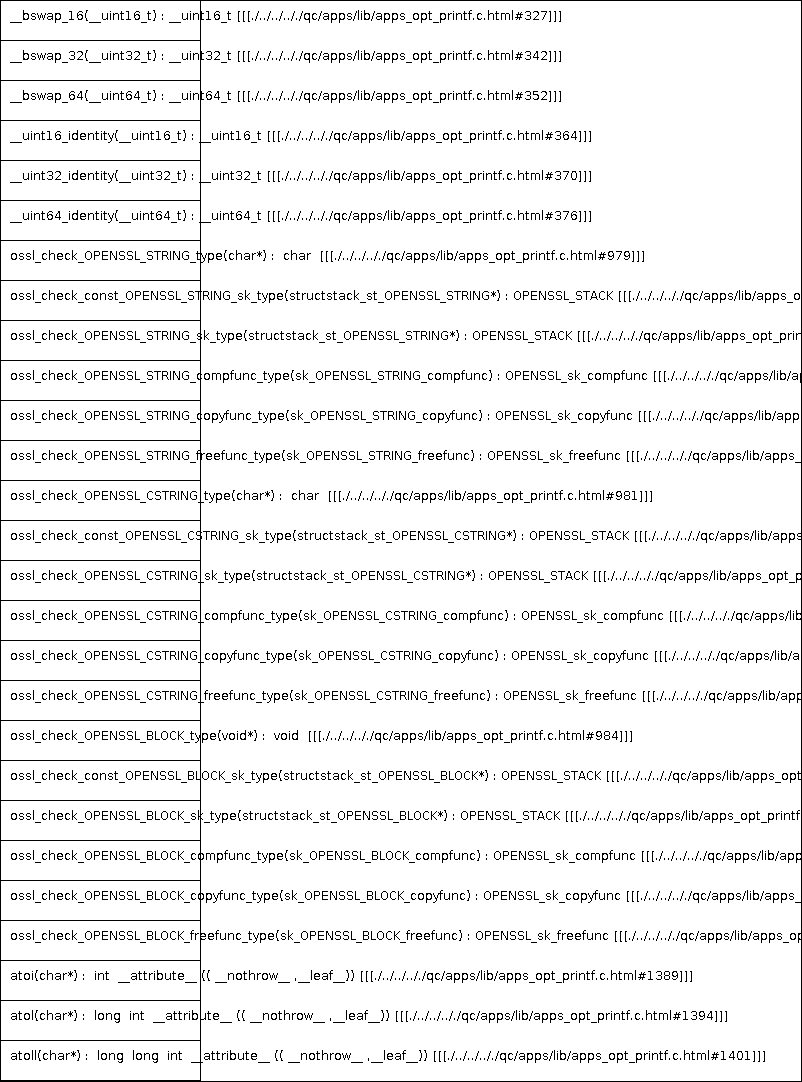 __bswap_16(__uint16_t) : __uint16_t [[[./../../../../qc/apps/lib/apps_opt_printf.c.html#327]]]
__bswap_32(__uint32_t) : __uint32_t [[[./../../../../qc/apps/lib/apps_opt_printf.c.html#342]]]
__bswap_64(__uint64_t) : __uint64_t [[[./../../../../qc/apps/lib/apps_opt_printf.c.html#352]]]
__uint16_identity(__uint16_t) : __uint16_t [[[./../../../../qc/apps/lib/apps_opt_printf.c.html#364]]]
__uint32_identity(__uint32_t) : __uint32_t [[[./../../../../qc/apps/lib/apps_opt_printf.c.html#370]]]
__uint64_identity(__uint64_t) : __uint64_t [[[./../../../../qc/apps/lib/apps_opt_printf.c.html#376]]]
ossl_check_OPENSSL_STRING_type(char*) : char [[[./../../../../qc/apps/lib/apps_opt_printf.c.html#979]]]
ossl_check_const_OPENSSL_STRING_sk_type(structstack_st_OPENSSL_STRING*) : OPENSSL_STACK [[[./../../../../qc/apps/lib/apps_o
ossl_check_OPENSSL_STRING_sk_type(structstack_st_OPENSSL_STRING*) : OPENSSL_STACK [[[./../../../../qc/apps/lib/apps_opt_prin
ossl_check_OPENSSL_STRING_compfunc_type(sk_OPENSSL_STRING_compfunc) : OPENSSL_sk_compfunc [[[./../../../../qc/apps/lib/a
ossl_check_OPENSSL_STRING_copyfunc_type(sk_OPENSSL_STRING_copyfunc) : OPENSSL_sk_copyfunc [[[./../../../../qc/apps/lib/app
ossl_check_OPENSSL_STRING_freefunc_type(sk_OPENSSL_STRING_freefunc) : OPENSSL_sk_freefunc [[[./../../../../qc/apps/lib/apps_
ossl_check_OPENSSL_CSTRING_type(char*) : char [[[./../../../../qc/apps/lib/apps_opt_printf.c.html#981]]]
ossl_check_const_OPENSSL_CSTRING_sk_type(structstack_st_OPENSSL_CSTRING*) : OPENSSL_STACK [[[./../../../../qc/apps/lib/apps
ossl_check_OPENSSL_CSTRING_sk_type(structstack_st_OPENSSL_CSTRING*) : OPENSSL_STACK [[[./../../../../qc/apps/lib/apps_opt_p
ossl_check_OPENSSL_CSTRING_compfunc_type(sk_OPENSSL_CSTRING_compfunc) : OPENSSL_sk_compfunc [[[./../../../../qc/apps/lib
ossl_check_OPENSSL_CSTRING_copyfunc_type(sk_OPENSSL_CSTRING_copyfunc) : OPENSSL_sk_copyfunc [[[./../../../../qc/apps/lib/a
ossl_check_OPENSSL_CSTRING_freefunc_type(sk_OPENSSL_CSTRING_freefunc) : OPENSSL_sk_freefunc [[[./../../../../qc/apps/lib/app
ossl_check_OPENSSL_BLOCK_type(void*) : void [[[./../../../../qc/apps/lib/apps_opt_printf.c.html#984]]]
ossl_check_const_OPENSSL_BLOCK_sk_type(structstack_st_OPENSSL_BLOCK*) : OPENSSL_STACK [[[./../../../../qc/apps/lib/apps_opt
ossl_check_OPENSSL_BLOCK_sk_type(structstack_st_OPENSSL_BLOCK*) : OPENSSL_STACK [[[./../../../../qc/apps/lib/apps_opt_printf
ossl_check_OPENSSL_BLOCK_compfunc_type(sk_OPENSSL_BLOCK_compfunc) : OPENSSL_sk_compfunc [[[./../../../../qc/apps/lib/app
ossl_check_OPENSSL_BLOCK_copyfunc_type(sk_OPENSSL_BLOCK_copyfunc) : OPENSSL_sk_copyfunc [[[./../../../../qc/apps/lib/apps_
ossl_check_OPENSSL_BLOCK_freefunc_type(sk_OPENSSL_BLOCK_freefunc) : OPENSSL_sk_freefunc [[[./../../../../qc/apps/lib/apps_op
atoi(char*) : int __attribute__ (( __nothrow__ ,__leaf__)) [[[./../../../../qc/apps/lib/apps_opt_printf.c.html#1389]]]
atol(char*) : long int __attribute__ (( __nothrow__ ,__leaf__)) [[[./../../../../qc/apps/lib/apps_opt_printf.c.html#1394]]]
atoll(char*) : long long int __attribute__ (( __nothrow__ ,__leaf__)) [[[./../../../../qc/apps/lib/apps_opt_printf.c.html#1401]]]